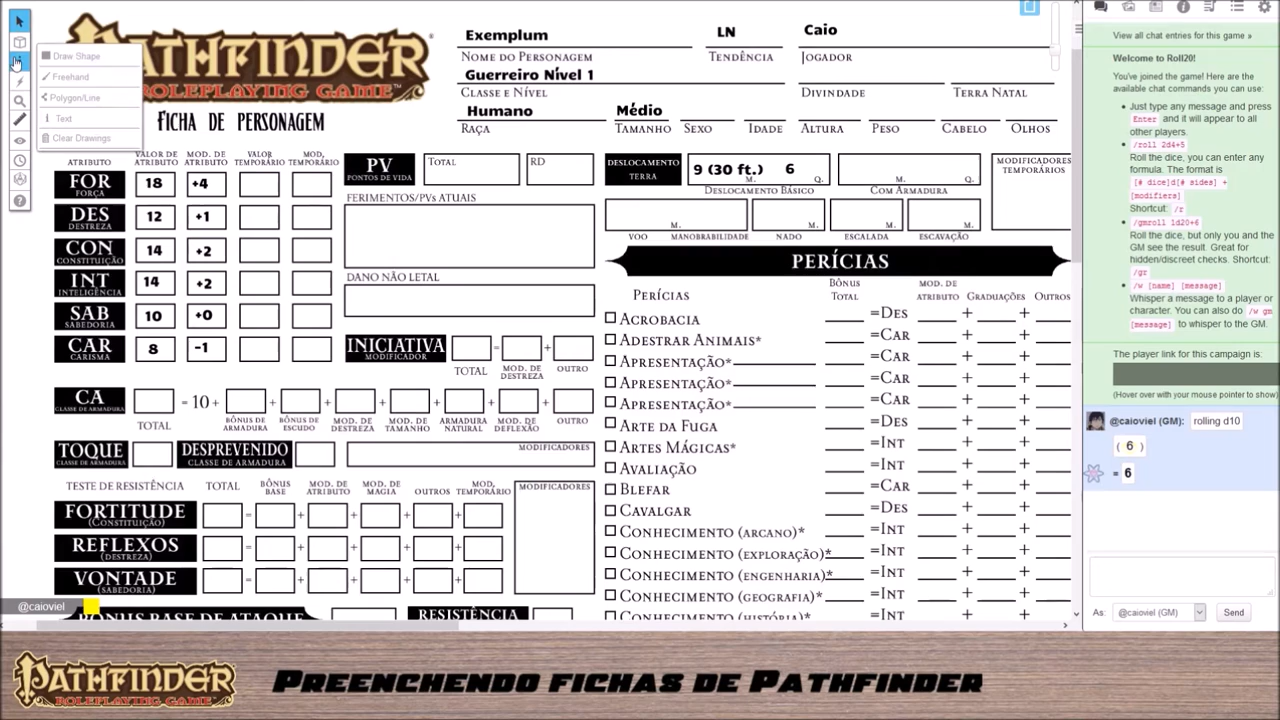 PATHFINDER
ROLEPLAYING GAME
FICHA DE PERSONAGEM
Draw Shape
Freehand
Polygon/Line
Text
Clear Drawings
Exemplum
LN
Caio
NOME DO PERSONAGEM
TENDÊNCIA
JOGADOR
Guerreiro Nível 1
CLASSE E NÍVEL
DIVINDADE
TERRA NATAL
Humano
Médio
RAÇA
TAMANHO
SEXO
IDADE
ALTURA
PESO
CABELO
OLHOS
ATRIBUTO
VALOR DE ATRIBUTO
MOD. DE ATRIBUTO
VALOR TEMPORÁRIO
MOD, TEMPORÁRIO
FOR
FORÇA
18
+4
DES
DESTREZA
12
+1
CON
CONSTITUIÇÃO
14
+2
INT
INTELIGÊNCIA
14
+2
SAB
SABEDORIA
10
+0
CAR
CARISMA
8
-1
PV
PONTOS DE VIDA
TOTAL
RD
FERIMENTOS/PVS ATUAIS
DANO NÃO LETAL
INICIATIVA
MODIFICADOR
=
+
TOTAL
MOD. DE DESTREZA
OUTRO
DESLOCAMENTO
TERRA
9 (30 ft.)
6
M.
Q.
M.
Q.
DESLOCAMENTO BÁSICO
COM ARMADURA
MODIFICADORES TEMPORÁRIOS
M.
M.
M.
M.
VOO
MANOBRABILIDADE
NADO
ESCALADA
ESCAVAÇÃO
CA
CLASSE DE ARMADURA
= 10 + + + + + + +
TOTAL
BÔNUS DE ARMADURA
BÔNUS DE ESCUDO
MOD. DE DESTREZA
MOD. DE TAMANHO
ARMADURA NATURAL
MOD. DE DEFLEXÃO
OUTRO
TOQUE
CLASSE DE ARMADURA
DESPREVENIDO
CLASSE DE ARMADURA
MODIFICADORES
TESTE DE RESISTÊNCIA
TOTAL
BÔNUS BASE
MOD. DE ATRIBUTO
MOD. DE MAGIA
OUTROS
MOD, TEMPORÁRIO
MODIFICADORES
FORTITUDE
(CONSTITUIÇÃO)
= + + + +
REFLEXOS
(DESTREZA)
= + + + +
VONTADE
(SABEDORIA)
= + + + +
BÔNUS BASE DE ATAQUE
RESISTÊNCIA
@caioviel
PERÍCIAS
PERÍCIAS
BÔNUS TOTAL
MOD. DE ATRIBUTO
GRADUAÇÕES
OUTROS
ACROBACIA =DES + +
ADESTRAR ANIMAIS* =CAR + +
APRESENTAÇÃO* =CAR + +
APRESENTAÇÃO* =CAR + +
APRESENTAÇÃO* =CAR + +
ARTE DA FUGA =DES + +
ARTES MÁGICAS* =INT + +
AVALIAÇÃO =INT + +
BLEFAR =CAR + +
CAVALGAR =DES + +
CONHECIMENTO (ARCANO)* =INT + +
CONHECIMENTO (EXPLORAÇÃO)* =INT + +
CONHECIMENTO (ENGENHARIA)* =INT + +
CONHECIMENTO (GEOGRAFIA)* =INT + +
CONHECIMENTO (HISTÓRIA)* =INT + +
View all chat entries for this game »
Welcome to Roll20!
You've joined the game! Here are the
available chat commands you can use:
Just type any message and press
Enter and it will appear to all
other players.
/roll 2d4+5
Roll the dice, you can enter any
formula. The format is
[# dice]d[# sides] +
[modifiers]
Shortcut: /r
/gmroll 1d20+6
Roll the dice, but only you and the
GM see the result. Great for
hidden/discreet checks. Shortcut:
/gr
/w [name] [message]
Whisper a message to a player or
character. You can also do /w gm
[message] to whisper to the GM.
The player link for this campaign is:
(Hover over with your mouse pointer to show)
@caioviel (GM): rolling d10
( 6 )
= 6
As: @caioviel (GM) Send
PATHFINDER
ROLEPLAYING GAME
PREENCHENDO FICHAS DE PATHFINDER